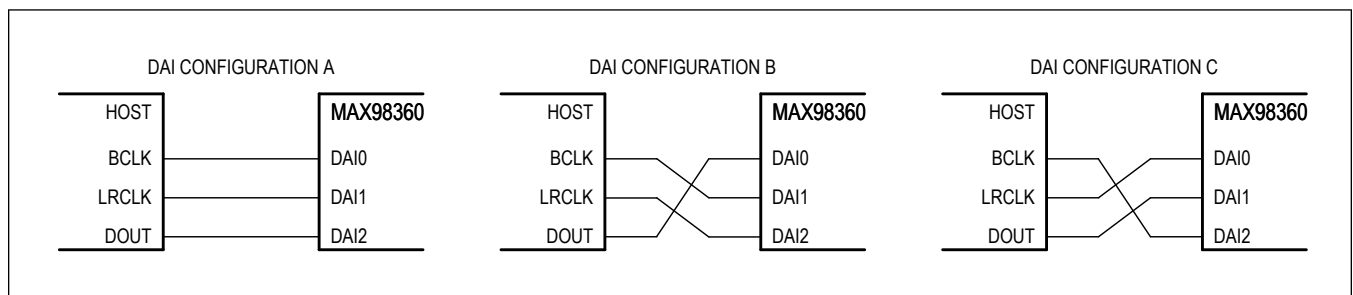 DAI CONFIGURATION A
HOST MAX98360
BCLK DAI0
LRCLK DAI1
DOUT DAI2
DAI CONFIGURATION B
HOST MAX98360
BCLK DAI0
LRCLK DAI1
DOUT DAI2
DAI CONFIGURATION C
HOST MAX98360
BCLK DAI0
LRCLK DAI1
DOUT DAI2